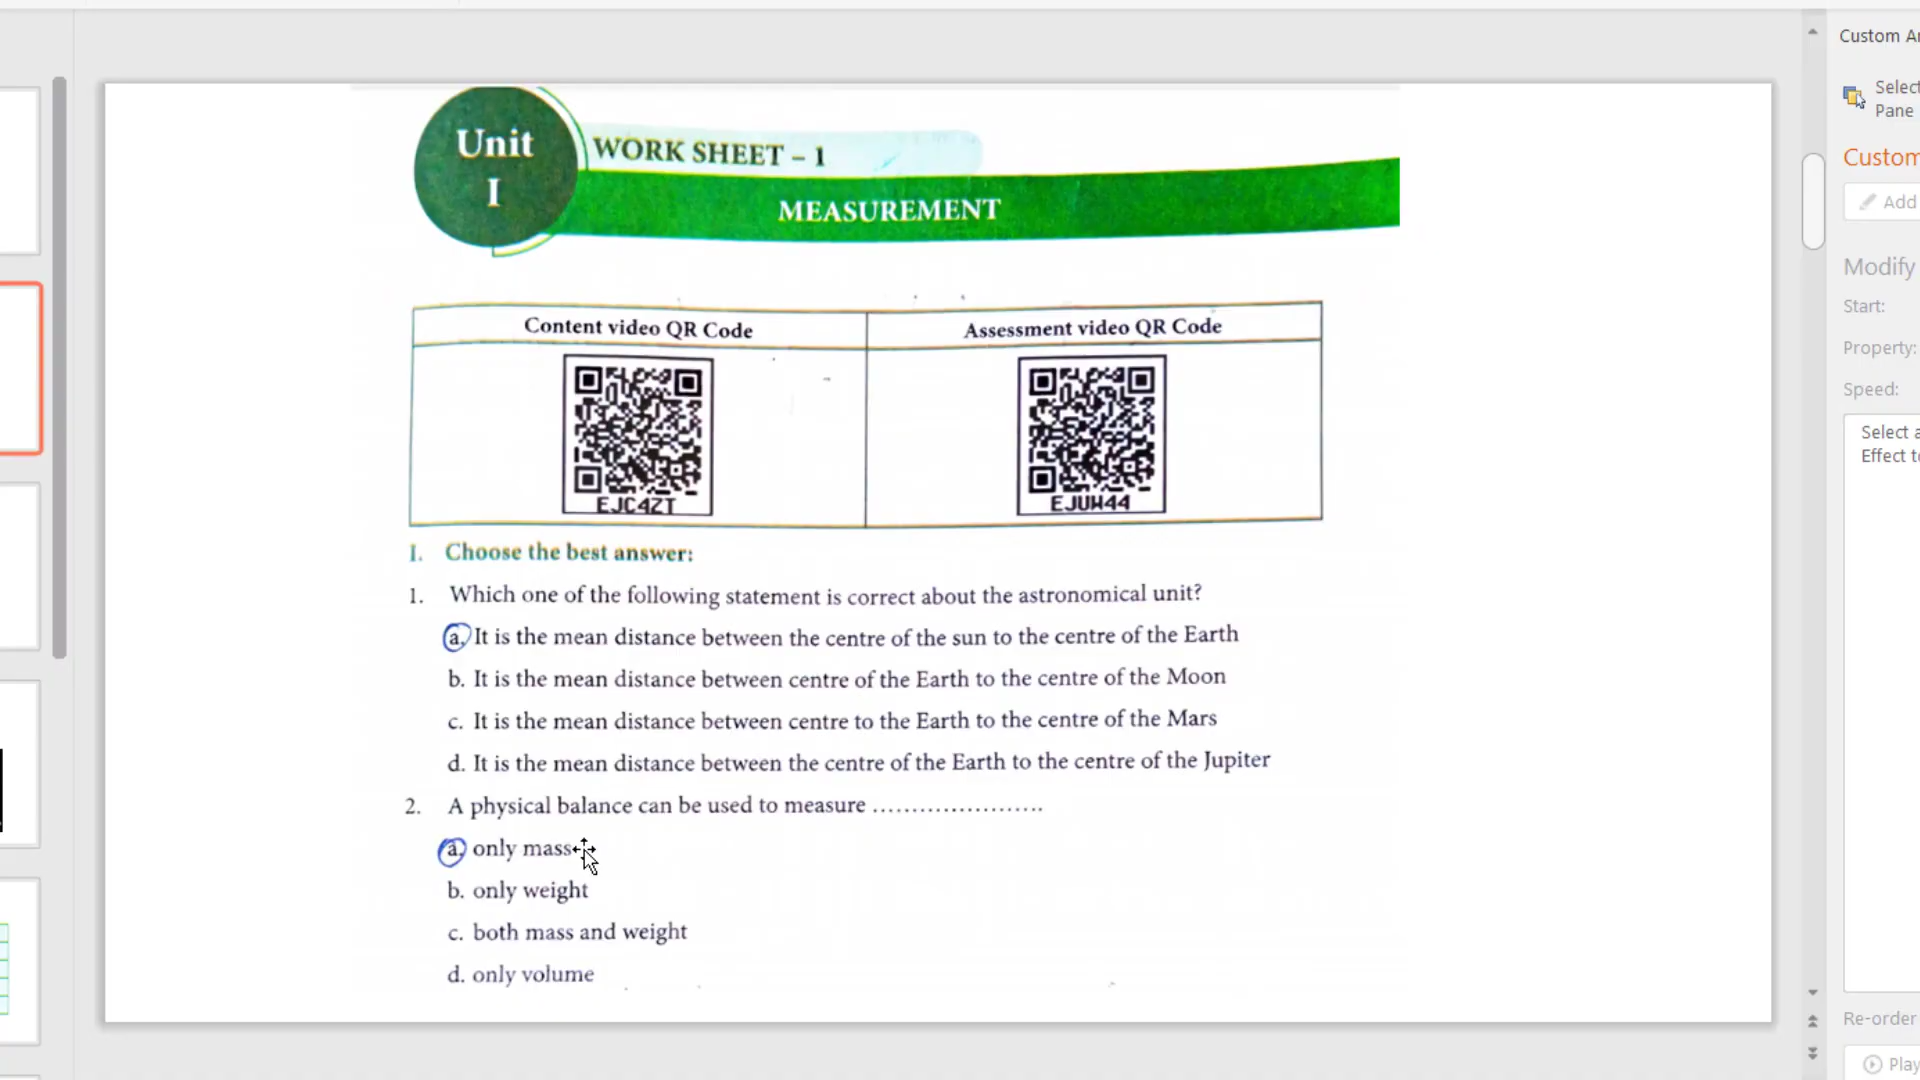 Custom
Select
Pane
Unit
I
WORK SHEET – 1
MEASUREMENT
Custom
Add
Modify
Start:
Property:
Speed:
Content video QR Code
Assessment video QR Code
EJC4ZT
EJUW44
Select a
Effect
I. Choose the best answer:
1. Which one of the following statement is correct about the astronomical unit?
a. It is the mean distance between the centre of the sun to the centre of the Earth
b. It is the mean distance between centre of the Earth to the centre of the Moon
c. It is the mean distance between centre to the Earth to the centre of the Mars
d. It is the mean distance between the centre of the Earth to the centre of the Jupiter
2. A physical balance can be used to measure ......................
a. only mass
b. only weight
c. both mass and weight
d. only volume
Re-order
Play